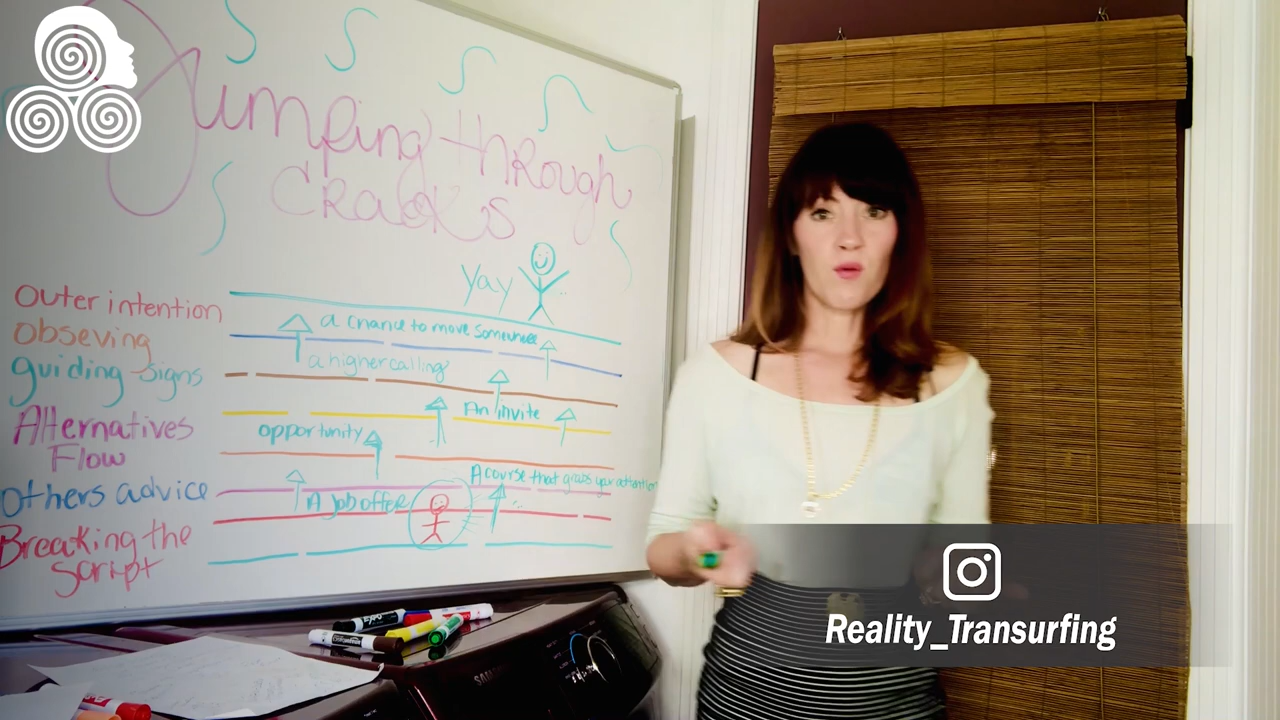 Jumping through
CRacks
Yay
outer intention
obseving
guiding signs
Alternatives
Flow
others advice
Breaking the
script
a chance to move somewhere
a higher calling
An invite
opportunity
A course that grabs your attention
A job offer
SAMSUNG
Reality_Transurfing